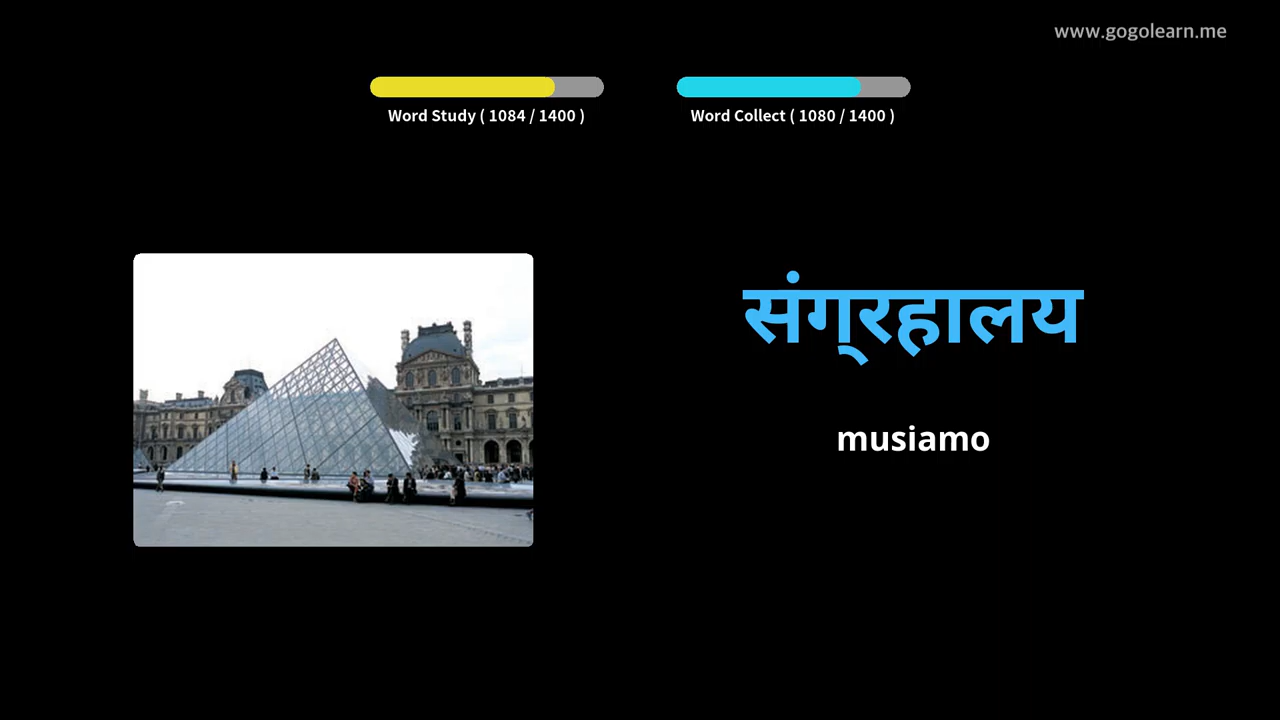 www.gogolearn.me
Word Study ( 1084 / 1400 )
Word Collect ( 1080 / 1400 )
संग्रहालय
musiamo